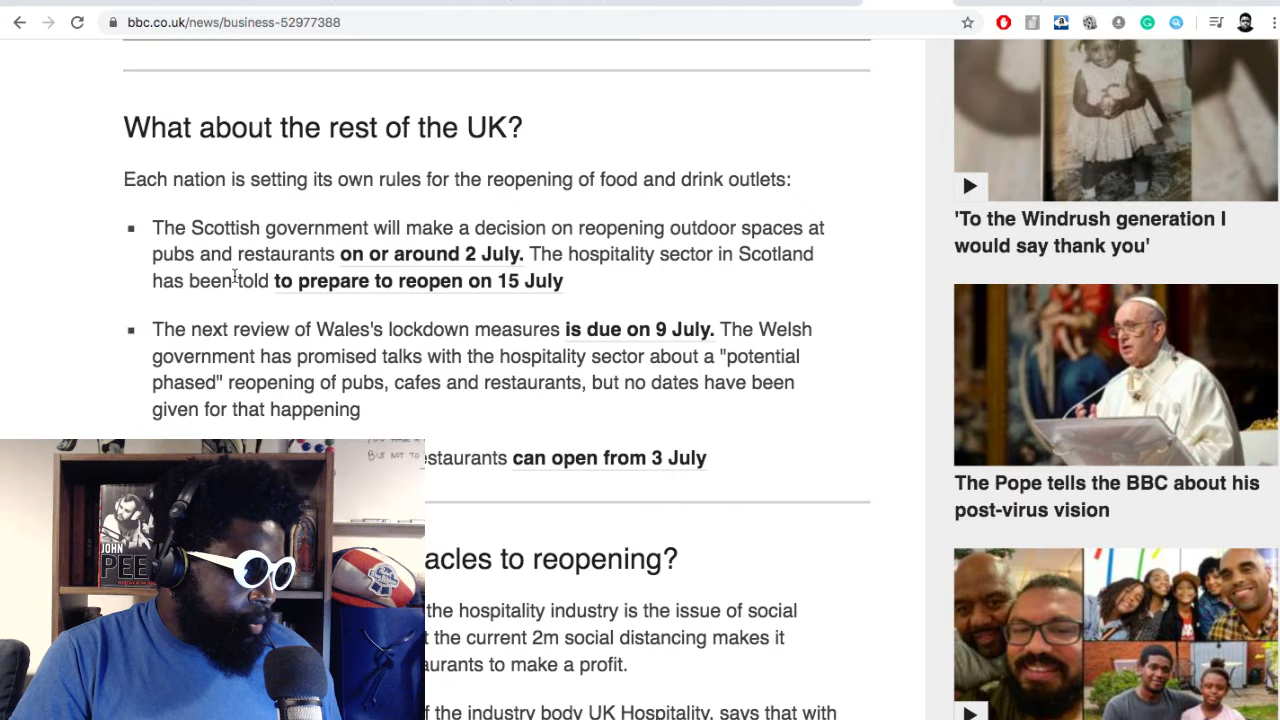 bbc.co.uk/news/business-52977388
What about the rest of the UK?
Each nation is setting its own rules for the reopening of food and drink outlets:
The Scottish government will make a decision on reopening outdoor spaces at
pubs and restaurants on or around 2 July. The hospitality sector in Scotland
has been told to prepare to reopen on 15 July
The next review of Wales's lockdown measures is due on 9 July. The Welsh
government has promised talks with the hospitality sector about a "potential
phased" reopening of pubs, cafes and restaurants, but no dates have been
given for that happening
staurants can open from 3 July
acles to reopening?
the hospitality industry is the issue of social
t the current 2m social distancing makes it
aurants to make a profit.
f the industry body UK Hospitality, says that with
'To the Windrush generation I
would say thank you'
The Pope tells the BBC about his
post-virus vision
BUT NOT TO
JOHN
PEE